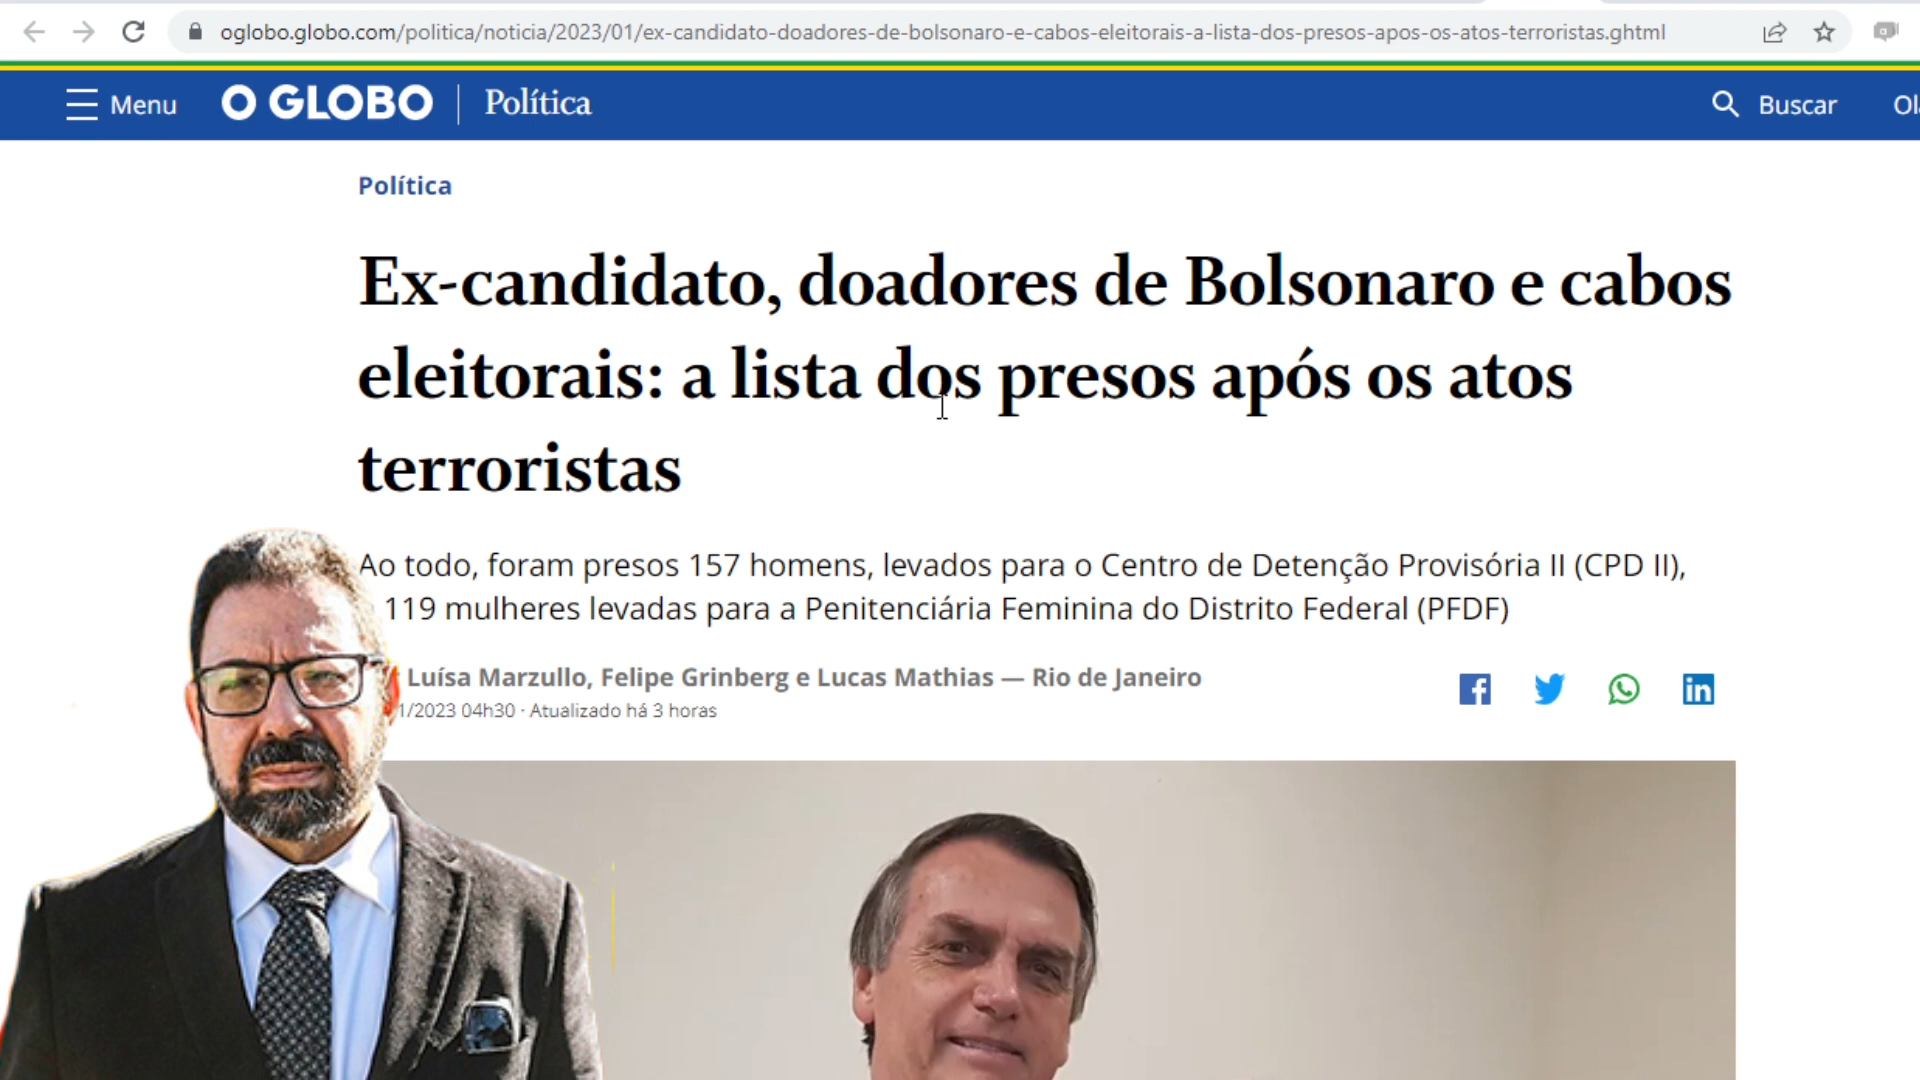 oglobo.globo.com/politica/noticia/2023/01/ex-candidato-doadores-de-bolsonaro-e-cabos-eleitorais-a-lista-dos-presos-apos-os-atos-terroristas.ghtml
Menu O GLOBO Política Buscar
Política
Ex-candidato, doadores de Bolsonaro e cabos
eleitorais: a lista dos presos após os atos
terroristas
Ao todo, foram presos 157 homens, levados para o Centro de Detenção Provisória II (CPD II),
119 mulheres levadas para a Penitenciária Feminina do Distrito Federal (PFDF)
Luísa Marzullo, Felipe Grinberg e Lucas Mathias — Rio de Janeiro
1/2023 04h30 · Atualizado há 3 horas